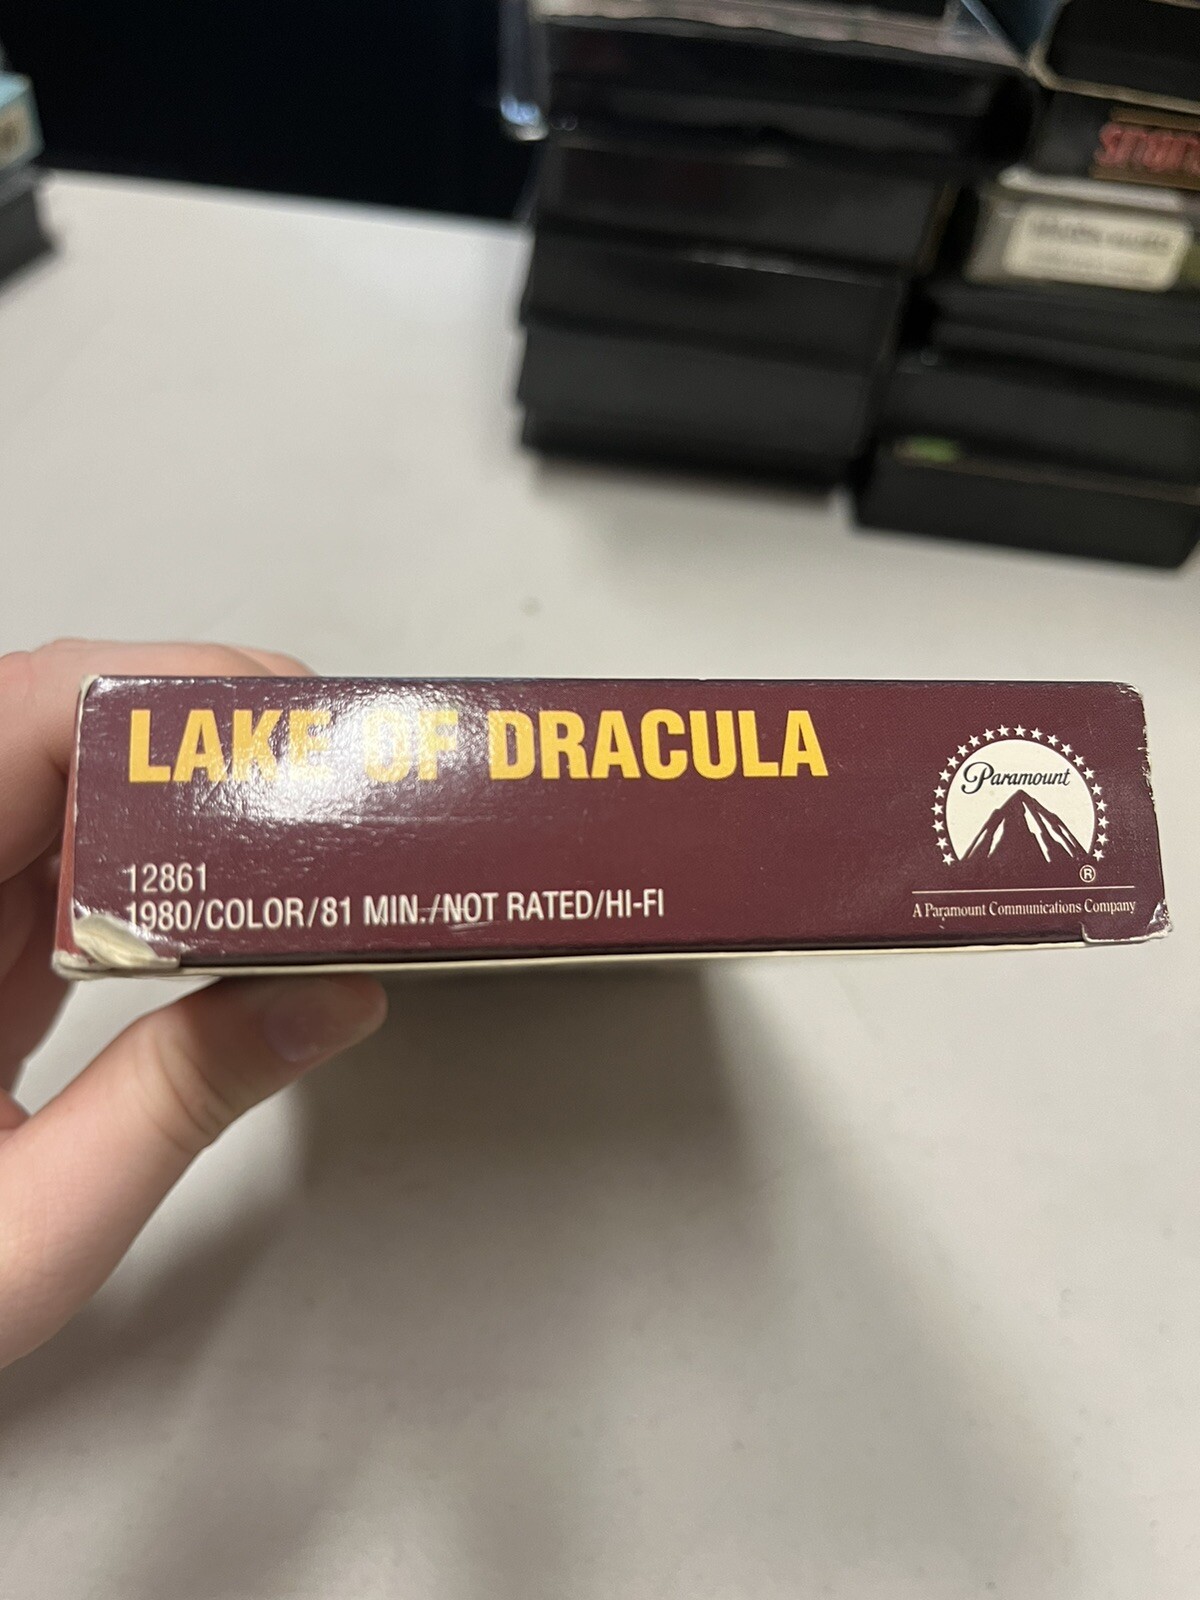 LAKE OF DRACULA
12861
1980/COLOR/81 MIN./NOT RATED/HI-FI
Paramount
®
A Paramount Communications Company